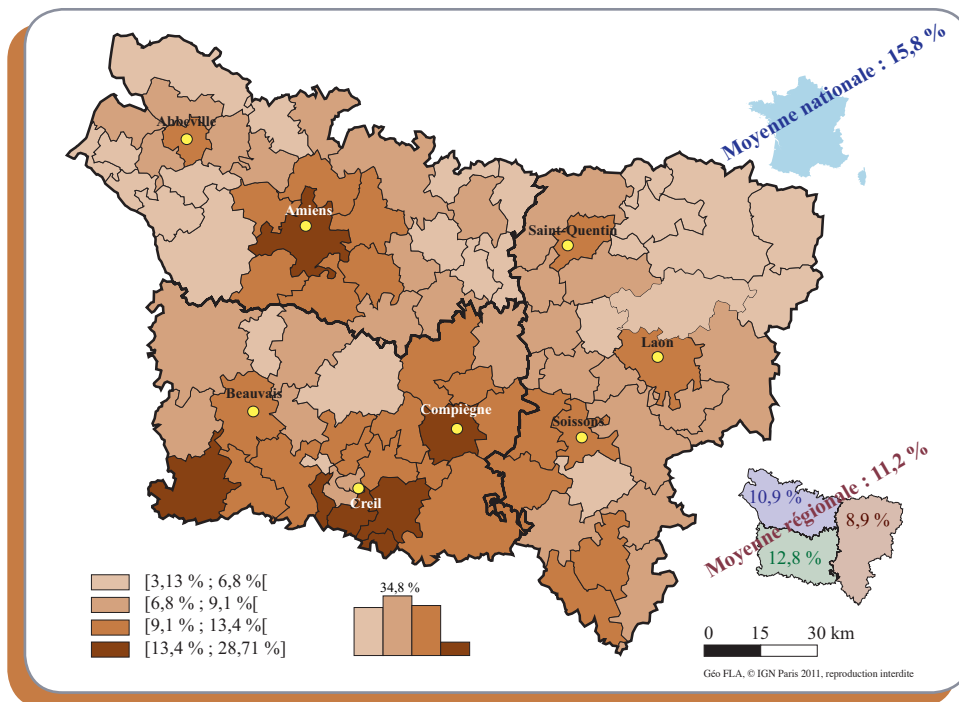 Moyenne nationale : 15,8 %
Abbeville
Amiens
Saint-Quentin
Laon
Beauvais
Compiègne
Soissons
Creil
Moyenne régionale : 11,2 %
10,9 %
8,9 %
12,8 %
[3,13 % ; 6,8 %[
[6,8 % ; 9,1 %[
[9,1 % ; 13,4 %[
[13,4 % ; 28,71 %]
34,8 %
0 15 30 km
Géo FLA, © IGN Paris 2011, reproduction interdite